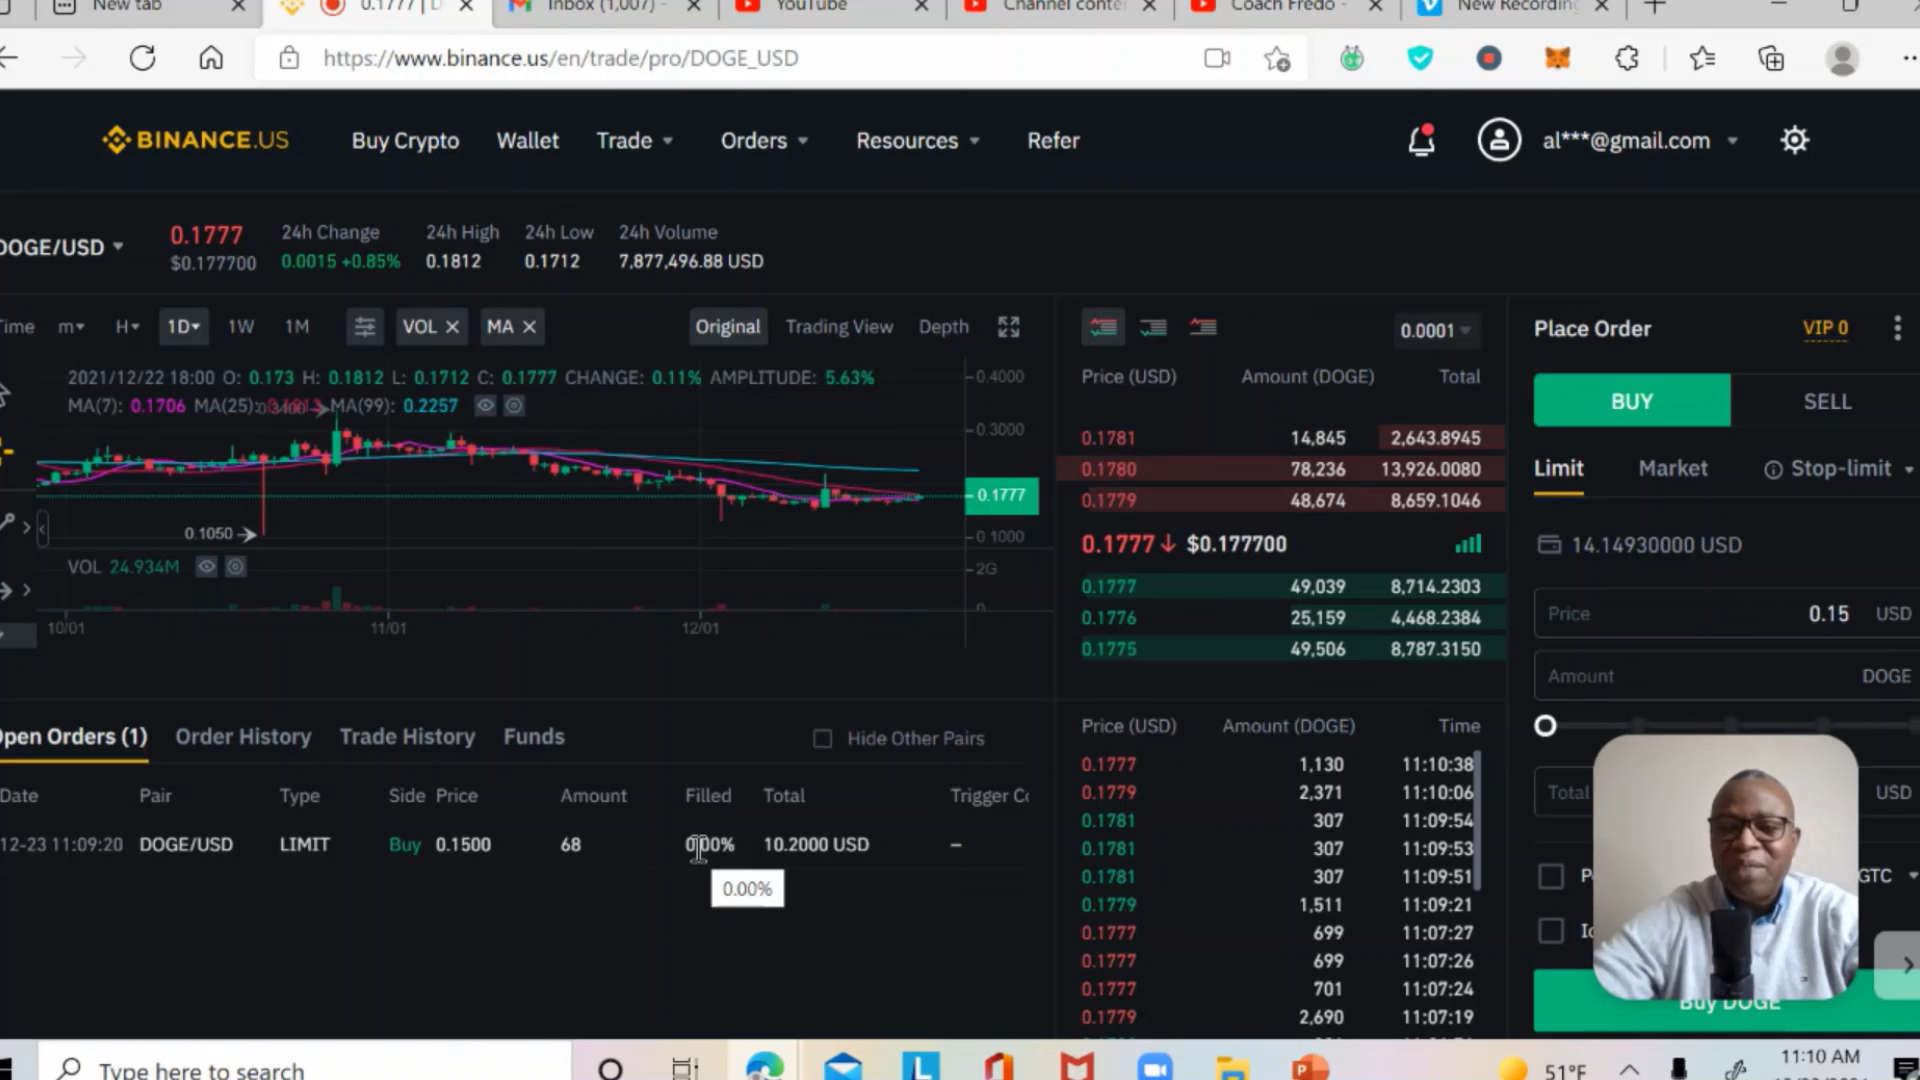 New tab
0.1777 | D
Inbox (1,007) -
YouTube
Channel conte
Coach Fredo -
New Recording
https://www.binance.us/en/trade/pro/DOGE_USD
BINANCE.US
Buy Crypto
Wallet
Trade
Orders
Resources
Refer
al***@gmail.com
DOGE/USD
0.1777
$0.177700
24h Change
0.0015 +0.85%
24h High
0.1812
24h Low
0.1712
24h Volume
7,877,496.88 USD
Time m H 1D 1W 1M VOL MA Original Trading View Depth
2021/12/22 18:00 O: 0.173 H: 0.1812 L: 0.1712 C: 0.1777 CHANGE: 0.11% AMPLITUDE: 5.63%
MA(7): 0.1706 MA(25): MA(99): 0.2257
0.4000
0.3000
0.1777
0.1050
0.1000
VOL 24.934M
2G
0
10/01 11/01 12/01
0.0001
Price (USD) Amount (DOGE) Total
0.1781 14,845 2,643.8945
0.1780 78,236 13,926.0080
0.1779 48,674 8,659.1046
0.1777 $0.177700
0.1777 49,039 8,714.2303
0.1776 25,159 4,468.2384
0.1775 49,506 8,787.3150
Place Order VIP 0
BUY SELL
Limit Market Stop-limit
14.14930000 USD
Price 0.15 USD
Amount DOGE
Total USD
GTC
Buy DOGE
Open Orders (1) Order History Trade History Funds Hide Other Pairs
Date Pair Type Side Price Amount Filled Total Trigger Co
12-23 11:09:20 DOGE/USD LIMIT Buy 0.1500 68 0.00% 10.2000 USD –
0.00%
Price (USD) Amount (DOGE) Time
0.1777 1,130 11:10:38
0.1779 2,371 11:10:06
0.1781 307 11:09:54
0.1781 307 11:09:53
0.1781 307 11:09:51
0.1779 1,511 11:09:21
0.1777 699 11:07:27
0.1777 699 11:07:26
0.1777 701 11:07:24
0.1779 2,690 11:07:19
Type here to search
51°F
11:10 AM